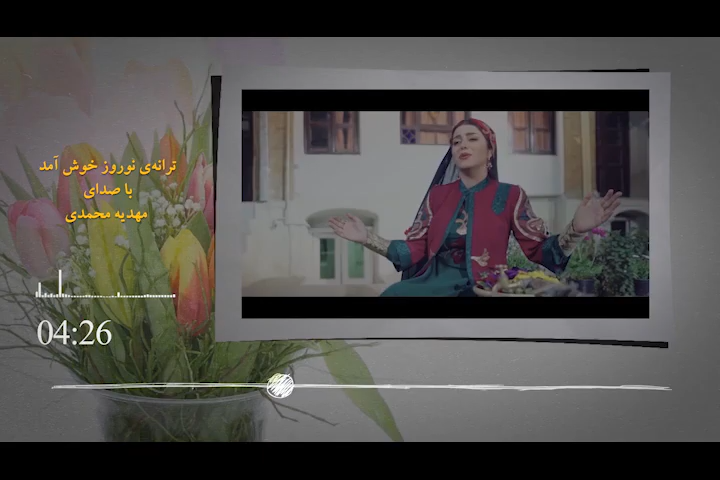 ترانه‌ی نوروز خوش آمد
با صدای
مهدیه محمدی
04:26